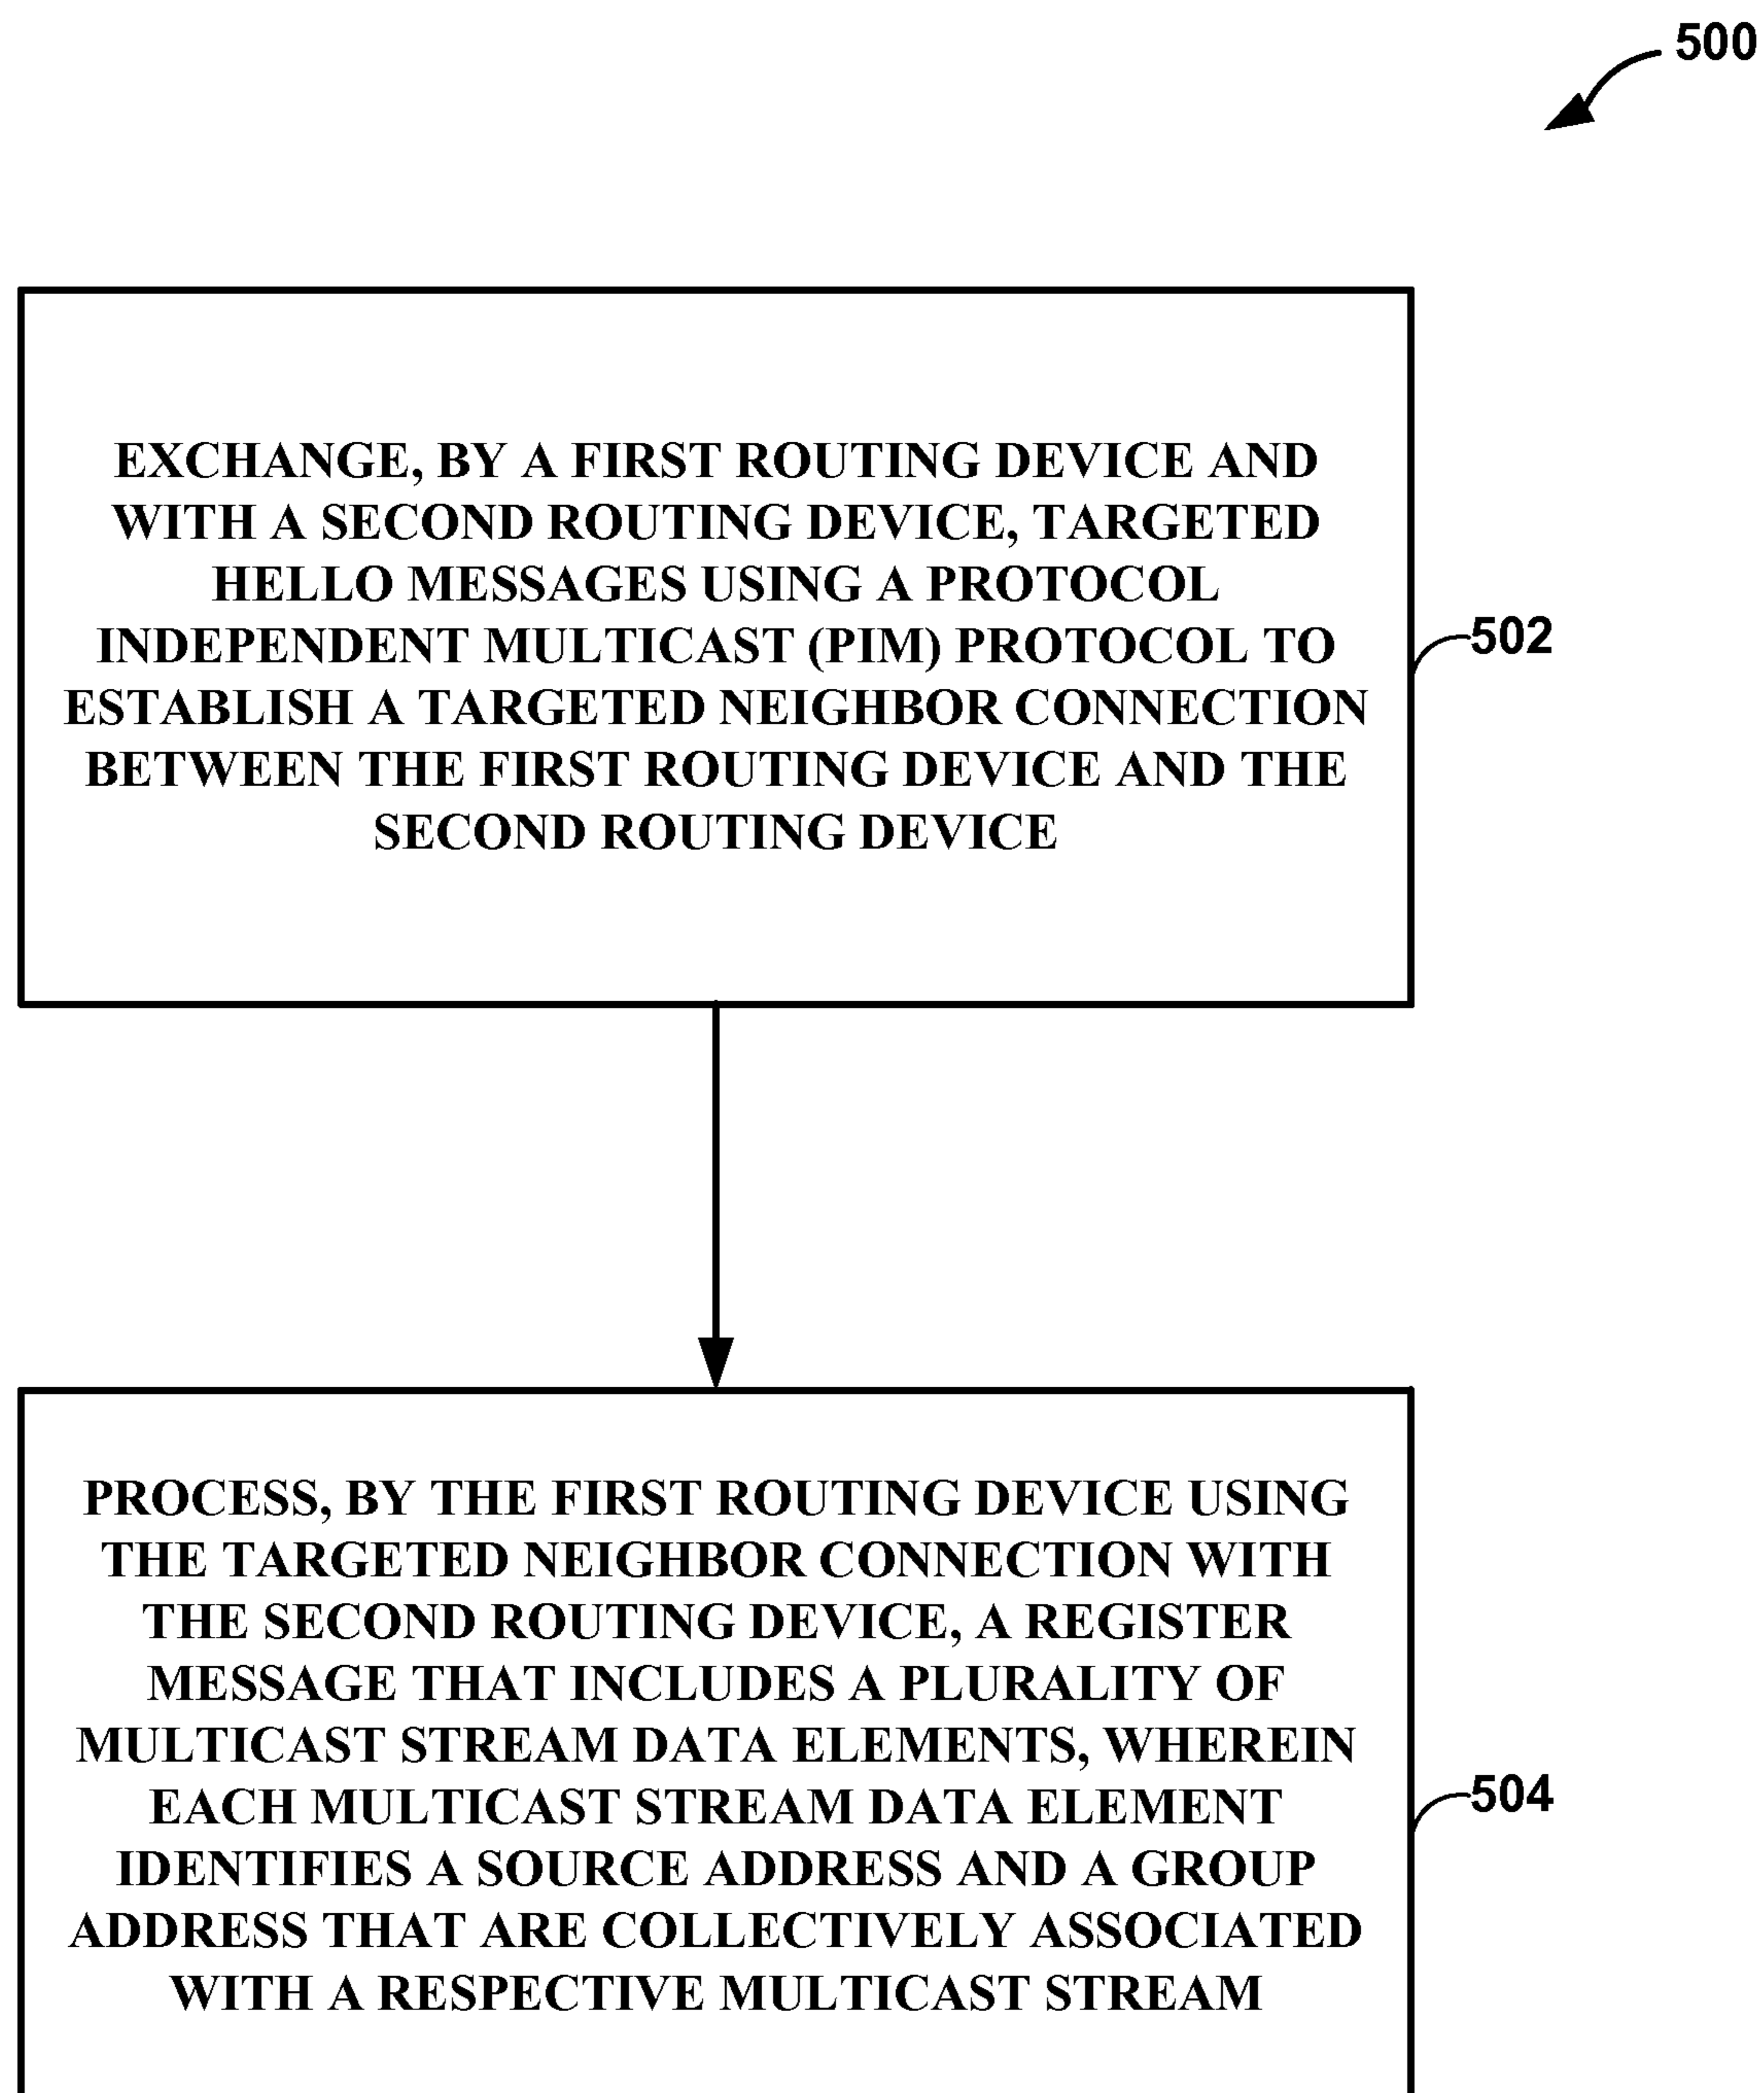 500
EXCHANGE, BY A FIRST ROUTING DEVICE AND
WITH A SECOND ROUTING DEVICE, TARGETED
HELLO MESSAGES USING A PROTOCOL
INDEPENDENT MULTICAST (PIM) PROTOCOL TO
ESTABLISH A TARGETED NEIGHBOR CONNECTION
BETWEEN THE FIRST ROUTING DEVICE AND THE
SECOND ROUTING DEVICE
502
PROCESS, BY THE FIRST ROUTING DEVICE USING
THE TARGETED NEIGHBOR CONNECTION WITH
THE SECOND ROUTING DEVICE, A REGISTER
MESSAGE THAT INCLUDES A PLURALITY OF
MULTICAST STREAM DATA ELEMENTS, WHEREIN
EACH MULTICAST STREAM DATA ELEMENT
IDENTIFIES A SOURCE ADDRESS AND A GROUP
ADDRESS THAT ARE COLLECTIVELY ASSOCIATED
WITH A RESPECTIVE MULTICAST STREAM
504